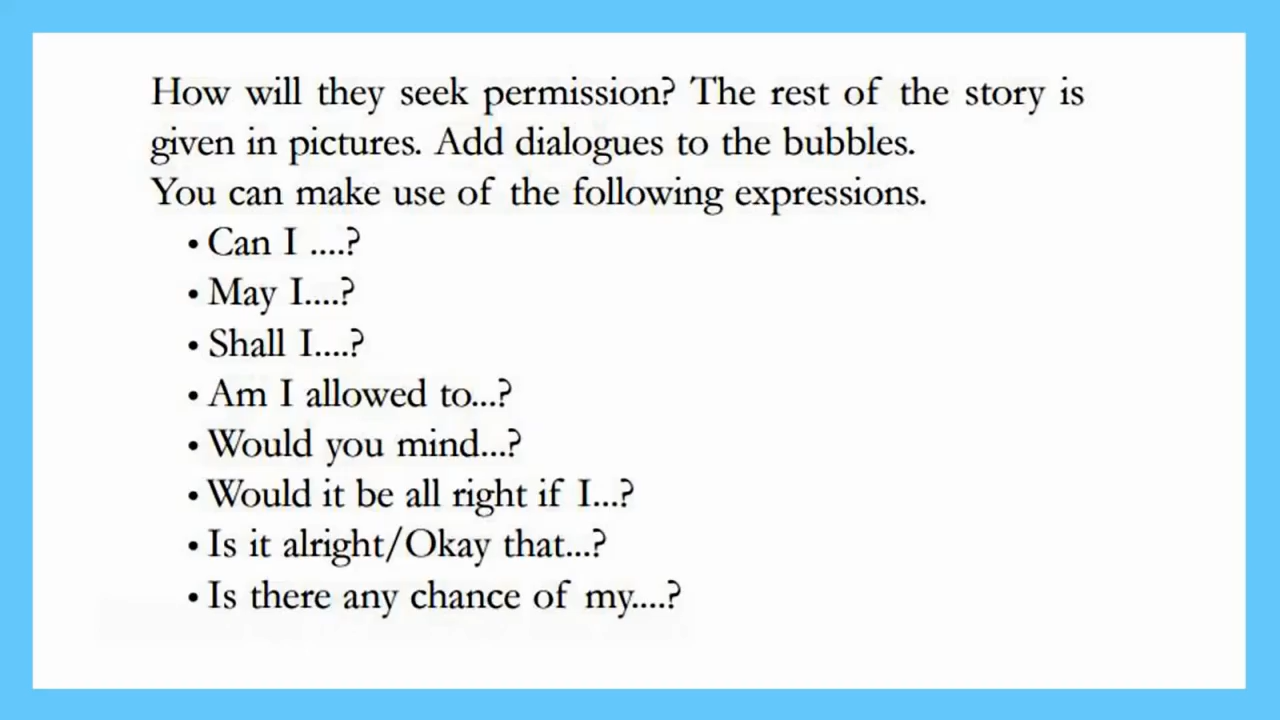 How will they seek permission? The rest of the story is
given in pictures. Add dialogues to the bubbles.
You can make use of the following expressions.
• Can I ....?
• May I....?
• Shall I....?
• Am I allowed to...?
• Would you mind...?
• Would it be all right if I...?
• Is it alright/Okay that...?
• Is there any chance of my....?